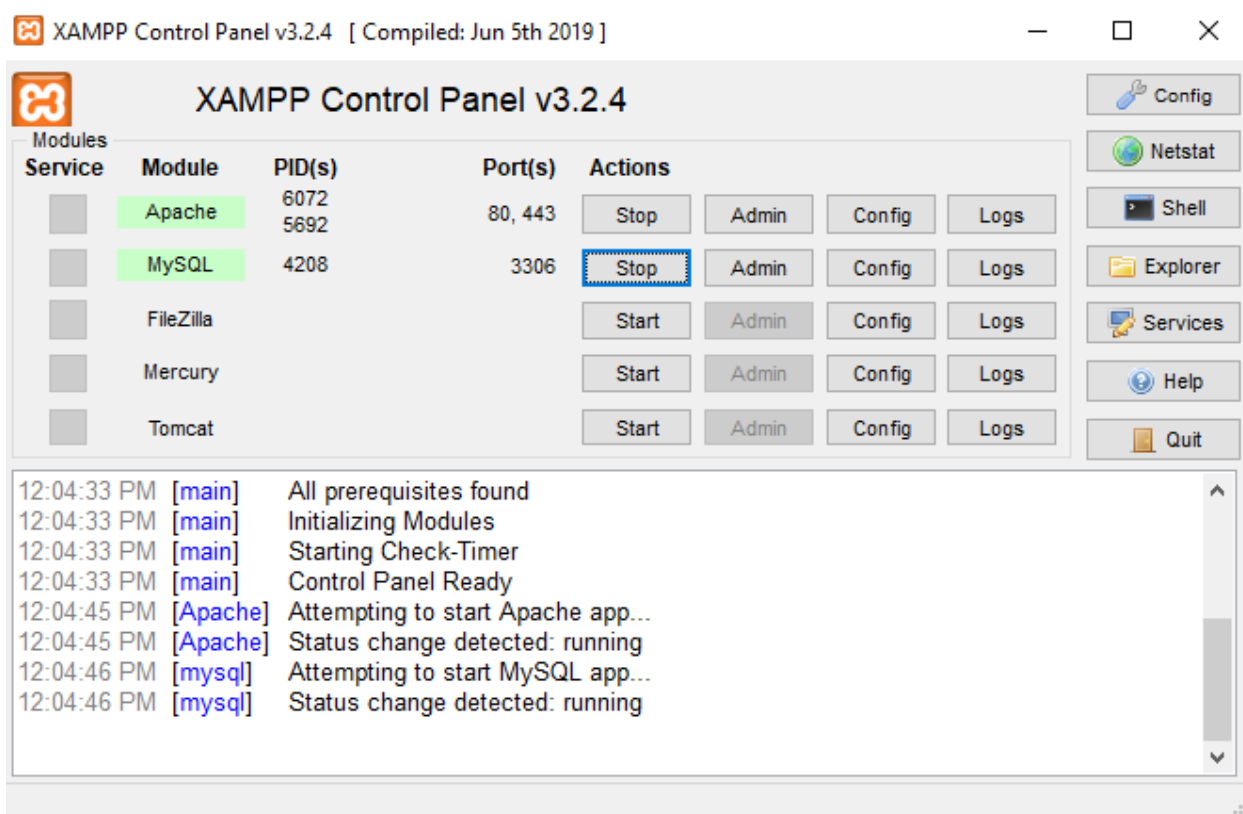 XAMPP Control Panel v3.2.4 [ Compiled: Jun 5th 2019 ]
XAMPP Control Panel v3.2.4
Config
Modules
Netstat
Service Module PID(s) Port(s) Actions
Apache 6072 5692 80, 443 Stop Admin Config Logs
Shell
MySQL 4208 3306 Stop Admin Config Logs
Explorer
FileZilla Start Admin Config Logs
Services
Mercury Start Admin Config Logs
Help
Tomcat Start Admin Config Logs
Quit
12:04:33 PM [main] All prerequisites found
12:04:33 PM [main] Initializing Modules
12:04:33 PM [main] Starting Check-Timer
12:04:33 PM [main] Control Panel Ready
12:04:45 PM [Apache] Attempting to start Apache app...
12:04:45 PM [Apache] Status change detected: running
12:04:46 PM [mysql] Attempting to start MySQL app...
12:04:46 PM [mysql] Status change detected: running